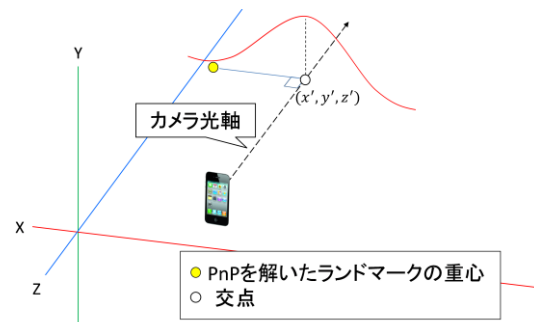 Y
(x′, y′, z′)
カメラ光軸
X
Z
PnPを解いたランドマークの重心
交点